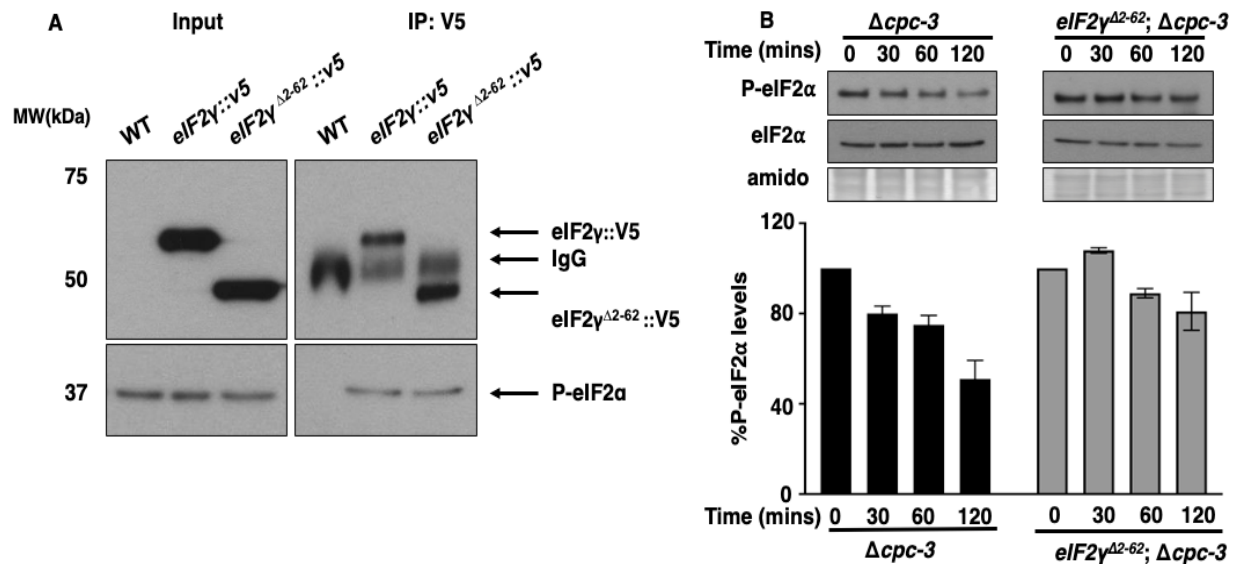 A
Input
IP: V5
MW(kDa)
WT
eIF2γ::v5
eIF2γΔ2-62::v5
WT
eIF2γ::v5
eIF2γΔ2-62::v5
75
50
37
eIF2γ::V5
IgG
eIF2γΔ2-62::V5
P-eIF2α
B
Δcpc-3
eIF2γΔ2-62; Δcpc-3
Time (mins) 0 30 60 120 0 30 60 120
P-eIF2α
eIF2α
amido
%P-eIF2α levels
120
80
40
0
Time (mins) 0 30 60 120 0 30 60 120
Δcpc-3
eIF2γΔ2-62; Δcpc-3